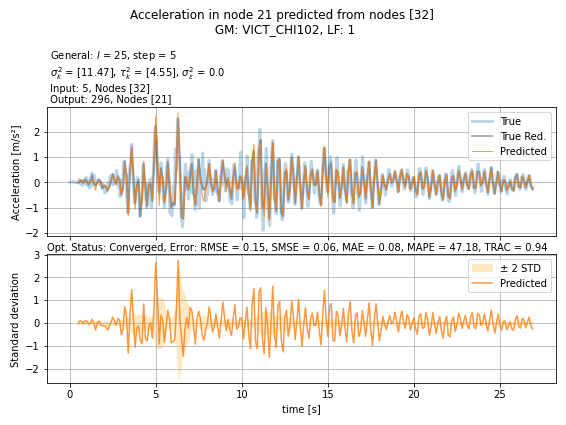 Acceleration in node 21 predicted from nodes [32]
GM: VICT_CHI102, LF: 1
General: l = 25, step = 5
σ²ₖ = [11.47], τ²ₖ = [4.55], σ²ε = 0.0
Input: 5, Nodes [32]
Output: 296, Nodes [21]
Acceleration [m/s²]
2
1
0
−1
−2
True
True Red.
Predicted
Opt. Status: Converged, Error: RMSE = 0.15, SMSE = 0.06, MAE = 0.08, MAPE = 47.18, TRAC = 0.94
Standard deviation
3
2
1
0
−1
−2
± 2 STD
Predicted
0 5 10 15 20 25
time [s]